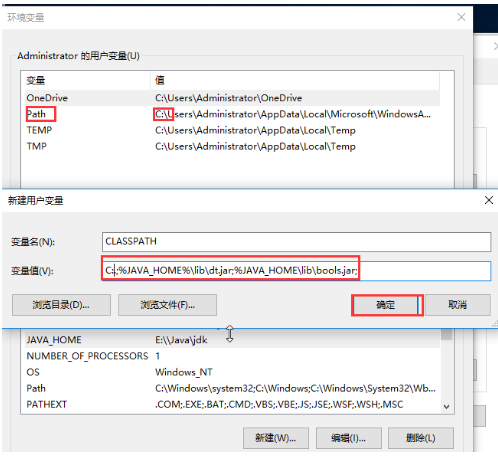 环境变量
Administrator 的用户变量(U)
变量 值
OneDrive C:\Users\Administrator\OneDrive
Path C:\Users\Administrator\AppData\Local\Microsoft\WindowsA...
TEMP C:\Users\Administrator\AppData\Local\Temp
TMP C:\Users\Administrator\AppData\Local\Temp
新建用户变量
变量名(N): CLASSPATH
变量值(V): C:;%JAVA_HOME%\lib\dt.jar;%JAVA_HOME\lib\bools.jar;
浏览目录(D)... 浏览文件(F)... 确定 取消
JAVA_HOME E:\\Java\jdk
NUMBER_OF_PROCESSORS 1
OS Windows_NT
Path C:\Windows\system32;C:\Windows;C:\Windows\System32\Wb...
PATHEXT .COM;.EXE;.BAT;.CMD;.VBS;.VBE;.JS;.JSE;.WSF;.WSH;.MSC
新建(W)... 编辑(I)... 删除(L)